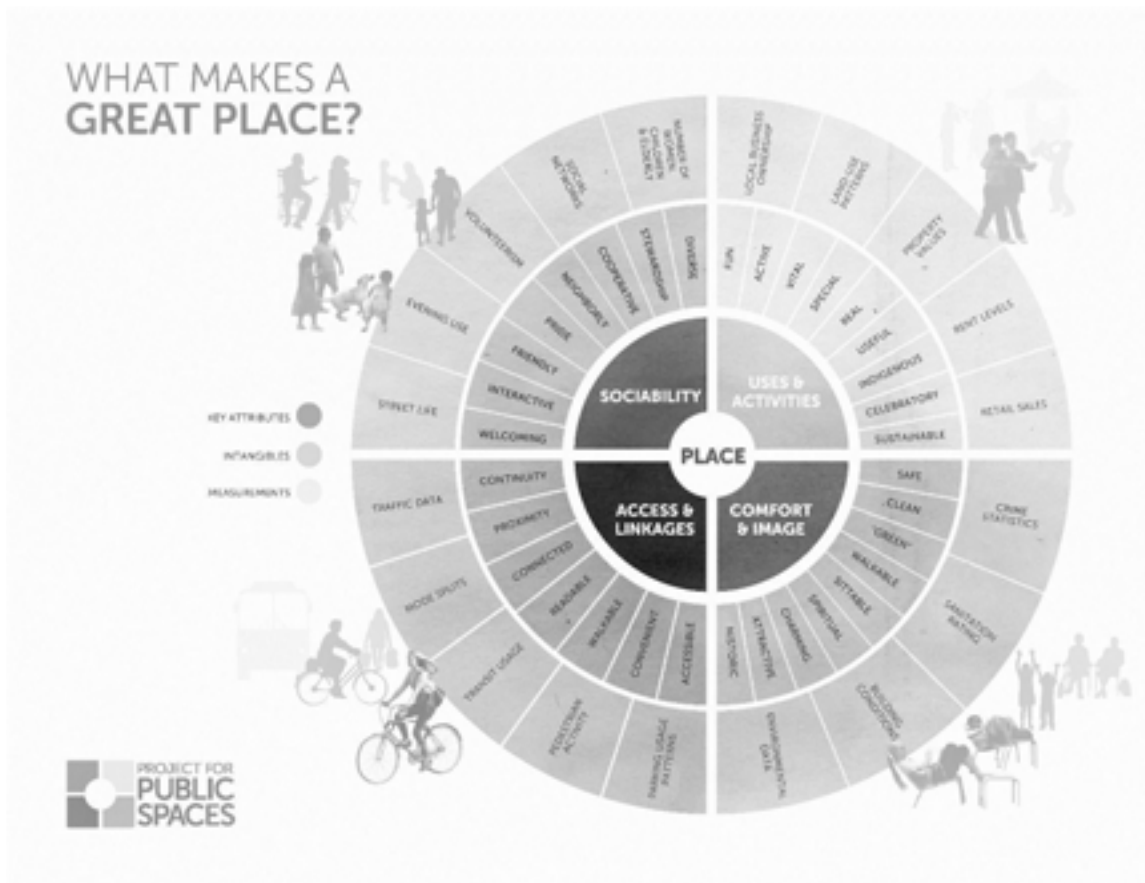 WHAT MAKES A
GREAT PLACE?
KEY ATTRIBUTES
INTANGIBLES
MEASUREMENTS
PLACE
SOCIABILITY
DIVERSE
STEWARDSHIP
COOPERATIVE
NEIGHBORLY
PRIDE
FRIENDLY
INTERACTIVE
WELCOMING
NUMBER OF
WOMEN,
CHILDREN
& ELDERLY
SOCIAL
NETWORKS
VOLUNTEERISM
EVENING USE
STREET LIFE
USES &
ACTIVITIES
FUN
ACTIVE
VITAL
SPECIAL
REAL
USEFUL
INDIGENOUS
CELEBRATORY
SUSTAINABLE
LOCAL BUSINESS
OWNERSHIP
LAND-USE
PATTERNS
PROPERTY
VALUES
RENT LEVELS
RETAIL SALES
ACCESS &
LINKAGES
CONTINUITY
PROXIMITY
CONNECTED
READABLE
WALKABLE
CONVENIENT
ACCESSIBLE
TRAFFIC DATA
MODE SPLITS
TRANSIT USAGE
PEDESTRIAN
ACTIVITY
PARKING USAGE
PATTERNS
COMFORT
& IMAGE
SAFE
CLEAN
"GREEN"
WALKABLE
SITTABLE
SPIRITUAL
CHARMING
ATTRACTIVE
HISTORIC
CRIME
STATISTICS
SANITATION
RATING
BUILDING
CONDITIONS
ENVIRONMENTAL
DATA
PROJECT FOR
PUBLIC
SPACES